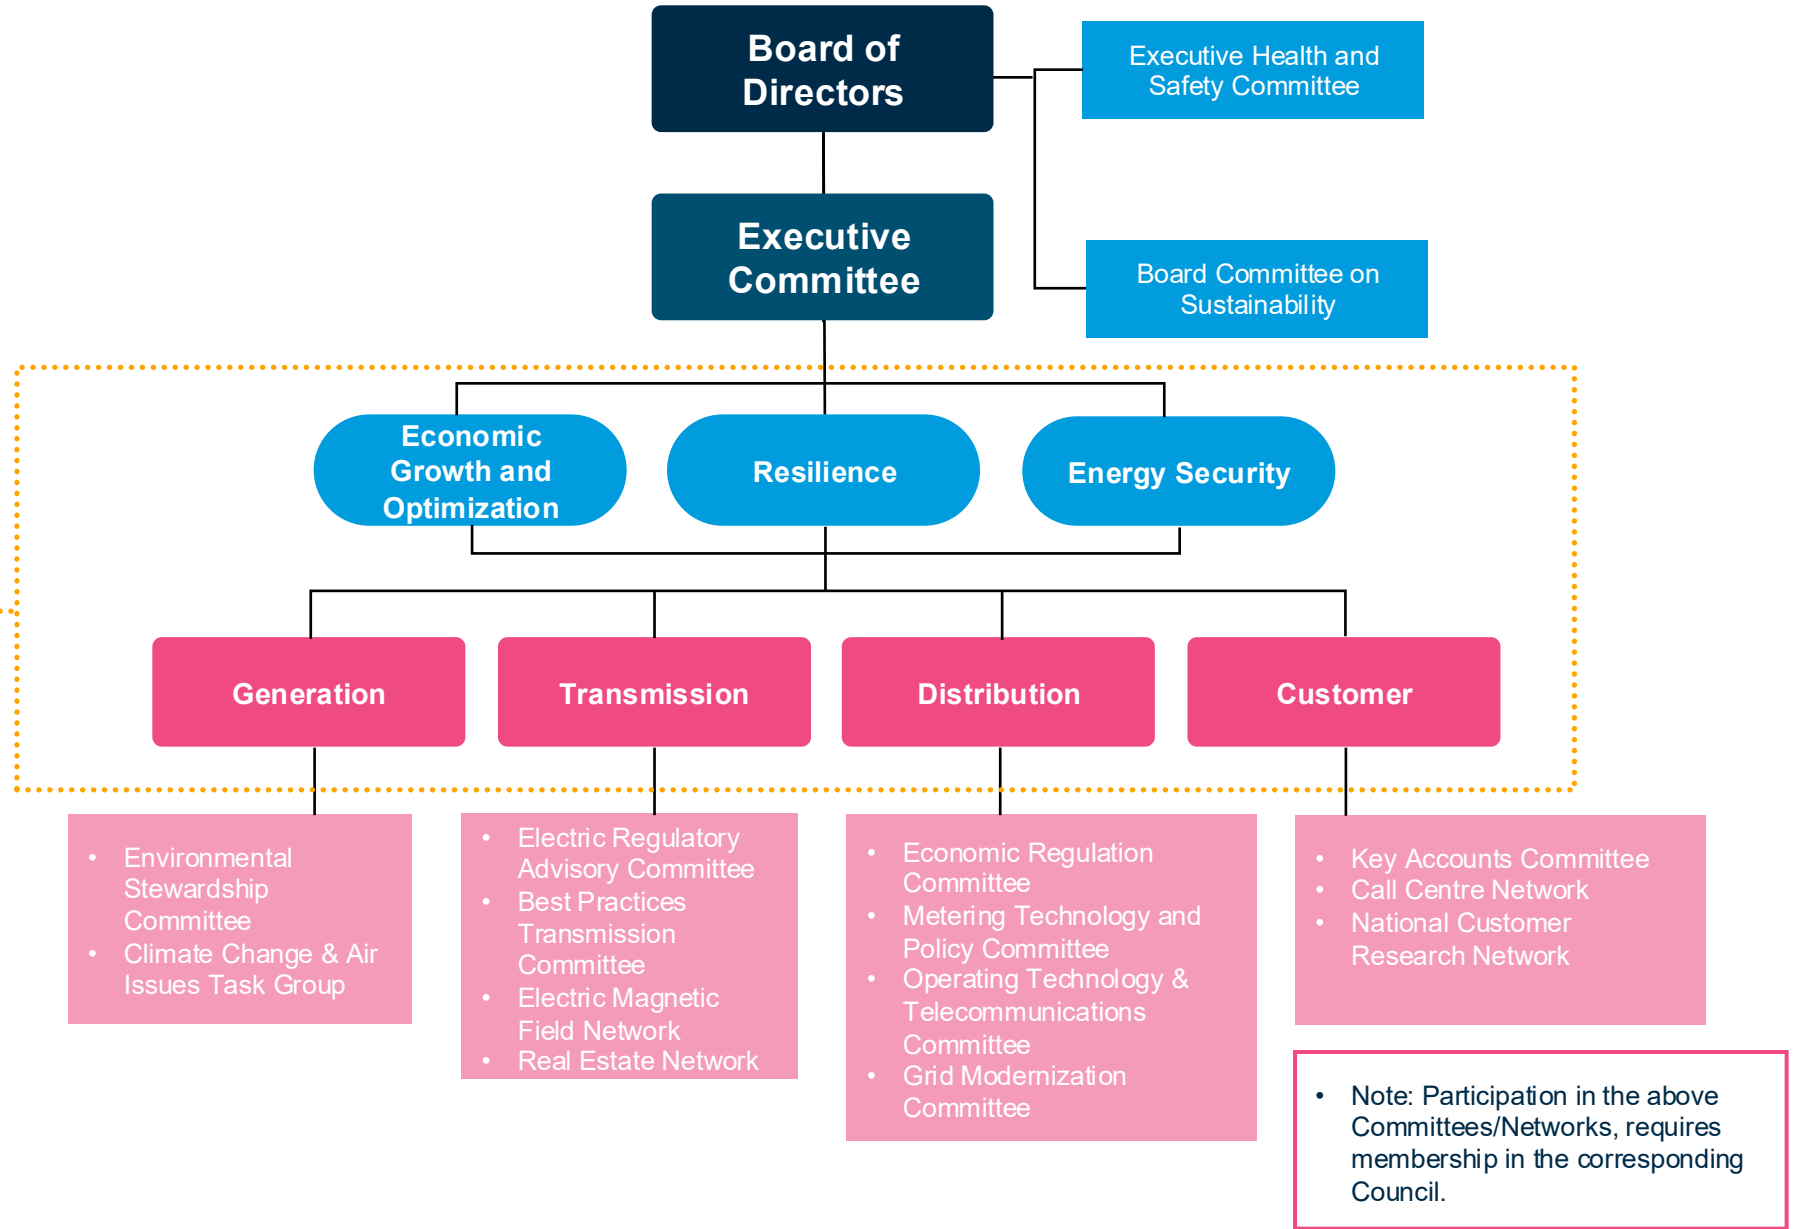 Board of
Directors
Executive Health and
Safety Committee
Executive
Committee
Board Committee on
Sustainability
Economic
Growth and
Optimization
Resilience
Energy Security
Generation
Transmission
Distribution
Customer
• Environmental
Stewardship
Committee
• Climate Change & Air
Issues Task Group
• Electric Regulatory
Advisory Committee
• Best Practices
Transmission
Committee
• Electric Magnetic
Field Network
• Real Estate Network
• Economic Regulation
Committee
• Metering Technology and
Policy Committee
• Operating Technology &
Telecommunications
Committee
• Grid Modernization
Committee
• Key Accounts Committee
• Call Centre Network
• National Customer
Research Network
• Note: Participation in the above
Committees/Networks, requires
membership in the corresponding
Council.